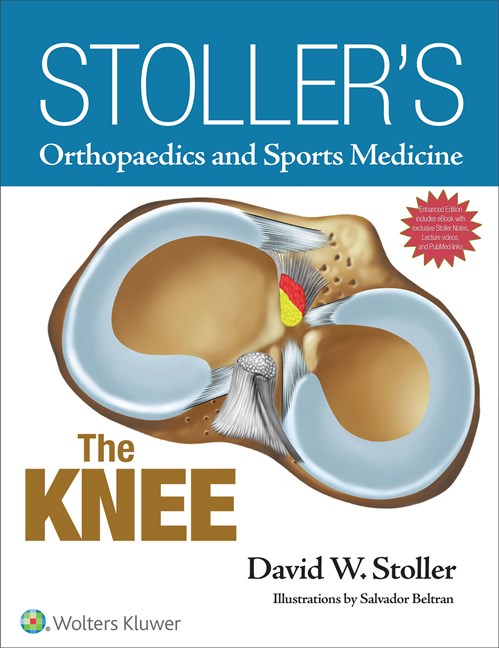 STOLLER'S
Orthopaedics and Sports Medicine
Enhanced Edition
includes eBook with
exclusive Stoller Notes,
Lecture videos,
and PubMed links
The
KNEE
David W. Stoller
Illustrations by Salvador Beltran
Wolters Kluwer